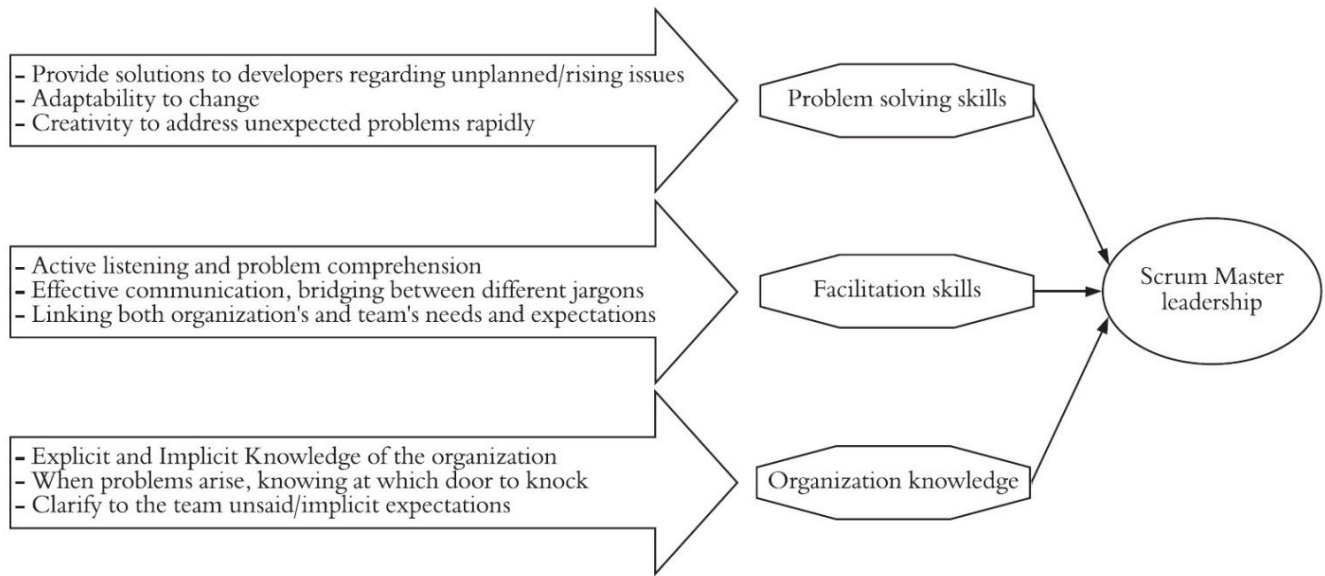 - Provide solutions to developers regarding unplanned/rising issues
- Adaptability to change
- Creativity to address unexpected problems rapidly
Problem solving skills
- Active listening and problem comprehension
- Effective communication, bridging between different jargons
- Linking both organization's and team's needs and expectations
Facilitation skills
- Explicit and Implicit Knowledge of the organization
- When problems arise, knowing at which door to knock
- Clarify to the team unsaid/implicit expectations
Organization knowledge
Scrum Master
leadership